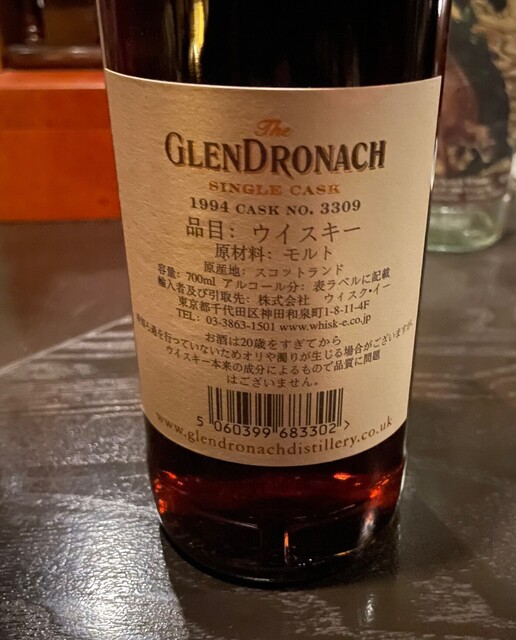 The
GLENDRONACH
SINGLE CASK
1994 CASK NO. 3309
品目: ウイスキー
原材料: モルト
原産地: スコットランド
容量: 700ml アルコール分: 表ラベルに記載
輸入者及び引取先: 株式会社 ウイスク・イー
東京都千代田区神田和泉町1-8-11-4F
TEL: 03-3863-1501 www.whisk-e.co.jp
お酒は20歳をすぎてから
過を行っていないためオリや濁りが生じる場合がございますが、
ウイスキー本来の成分によるもので品質に問題
はございません。
5 060399 683302 >
www.glendronachdistillery.co.uk